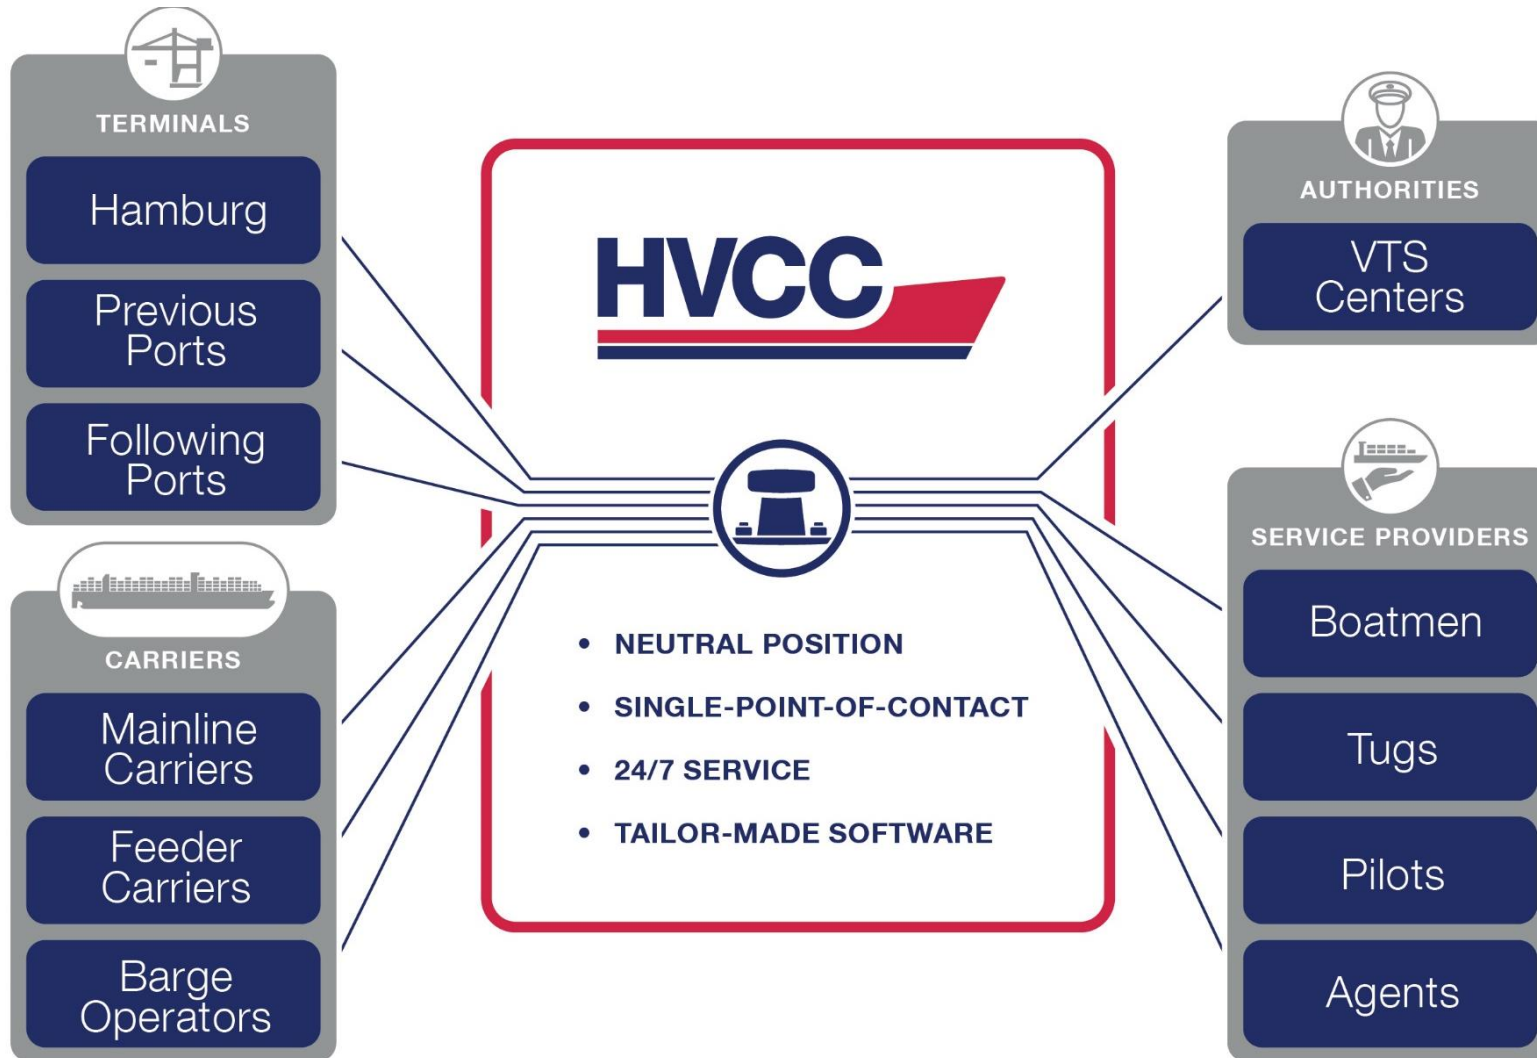 TERMINALS
Hamburg
Previous
Ports
Following
Ports
CARRIERS
Mainline
Carriers
Feeder
Carriers
Barge
Operators
HVCC
• NEUTRAL POSITION
• SINGLE-POINT-OF-CONTACT
• 24/7 SERVICE
• TAILOR-MADE SOFTWARE
AUTHORITIES
VTS
Centers
SERVICE PROVIDERS
Boatmen
Tugs
Pilots
Agents